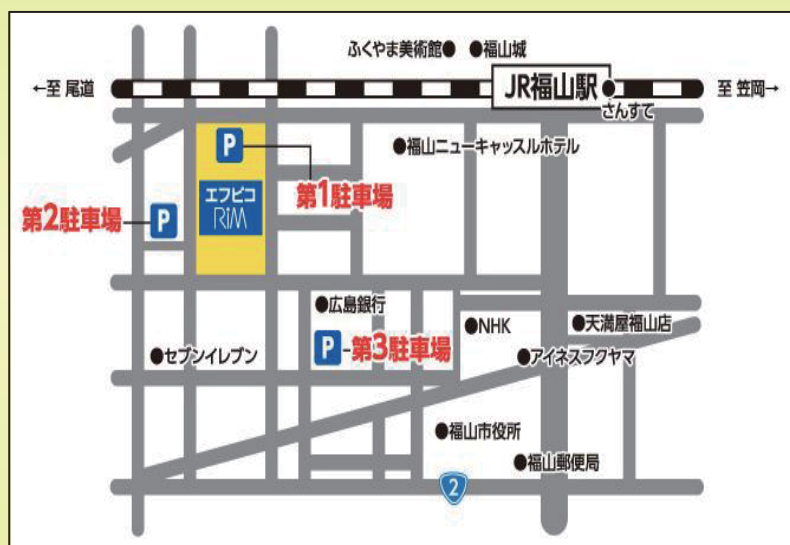 ふくやま美術館● ●福山城
←至 尾道
JR福山駅
至 笠岡→
さんすて
P
●福山ニューキャッスルホテル
第1駐車場
エフピコ
RiM
第2駐車場
P
●広島銀行
●NHK
●天満屋福山店
P
第3駐車場
●セブンイレブン
●アイネスフクヤマ
●福山市役所
●福山郵便局
2